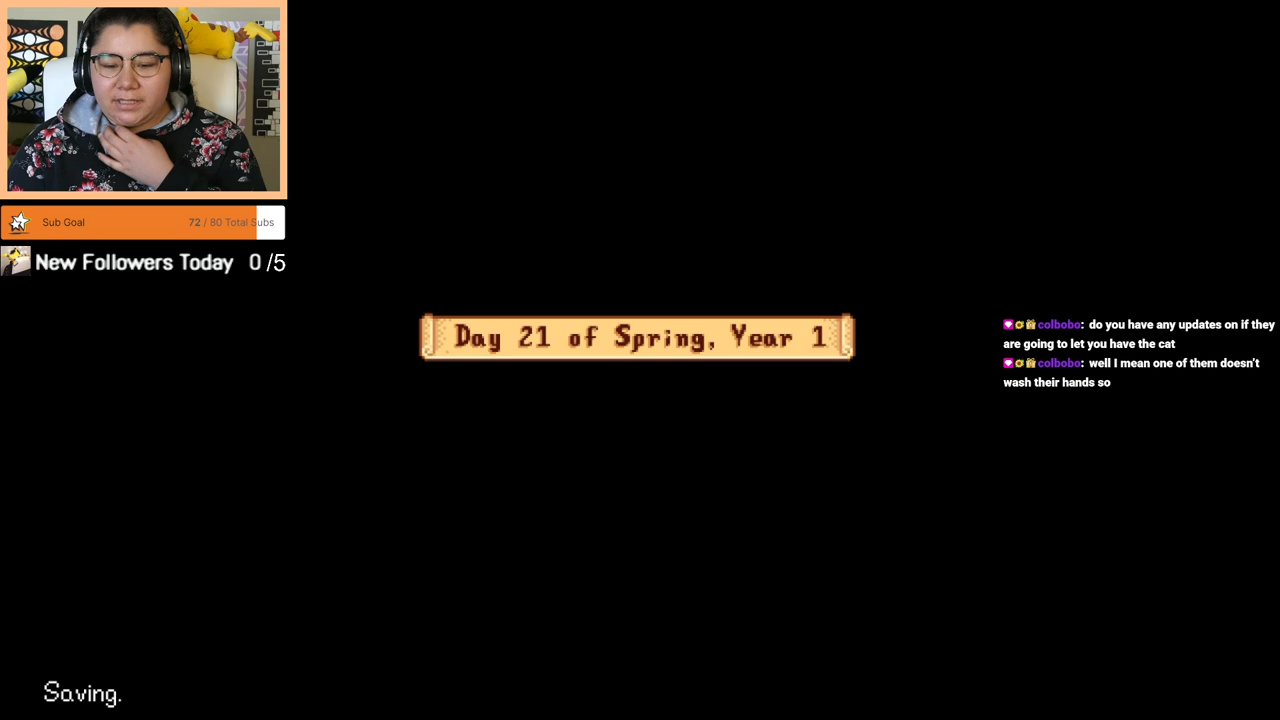 Sub Goal 72 / 80 Total Subs
New Followers Today 0 /5
colbobo: do you have any updates on if they
are going to let you have the cat
colbobo: well I mean one of them doesn't
wash their hands so
Day 21 of Spring, Year 1
Saving.